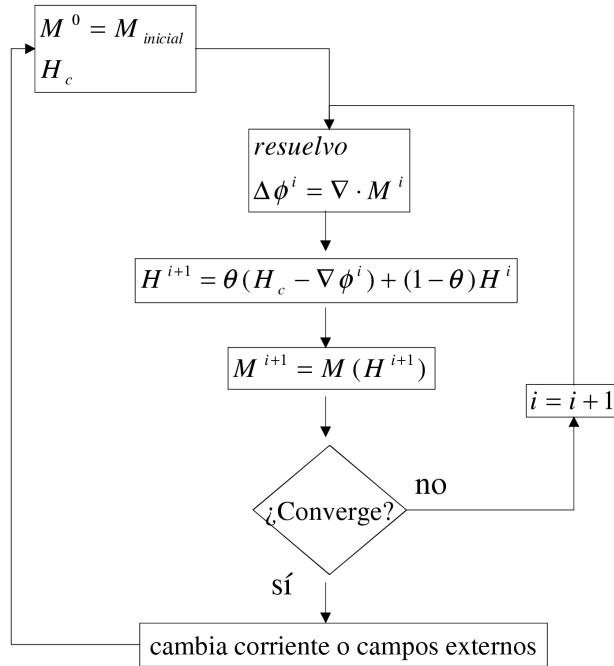 M^0 = M_inicial
H_c
resuelvo
Δϕ^i = ∇ · M^i
H^{i+1} = θ(H_c − ∇ϕ^i) + (1 − θ)H^i
M^{i+1} = M(H^{i+1})
i = i + 1
¿Converge?
no
sí
cambia corriente o campos externos